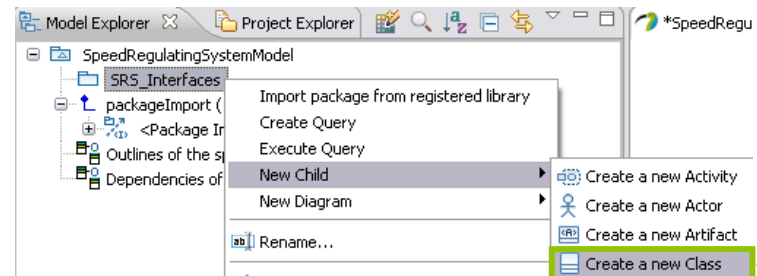 Model Explorer
Project Explorer
*SpeedRegu
SpeedRegulatingSystemModel
SRS_Interfaces
packageImport (
<Package Ir
Outlines of the s
Dependencies of
Import package from registered library
Create Query
Execute Query
New Child
New Diagram
Rename...
Create a new Activity
Create a new Actor
Create a new Artifact
Create a new Class